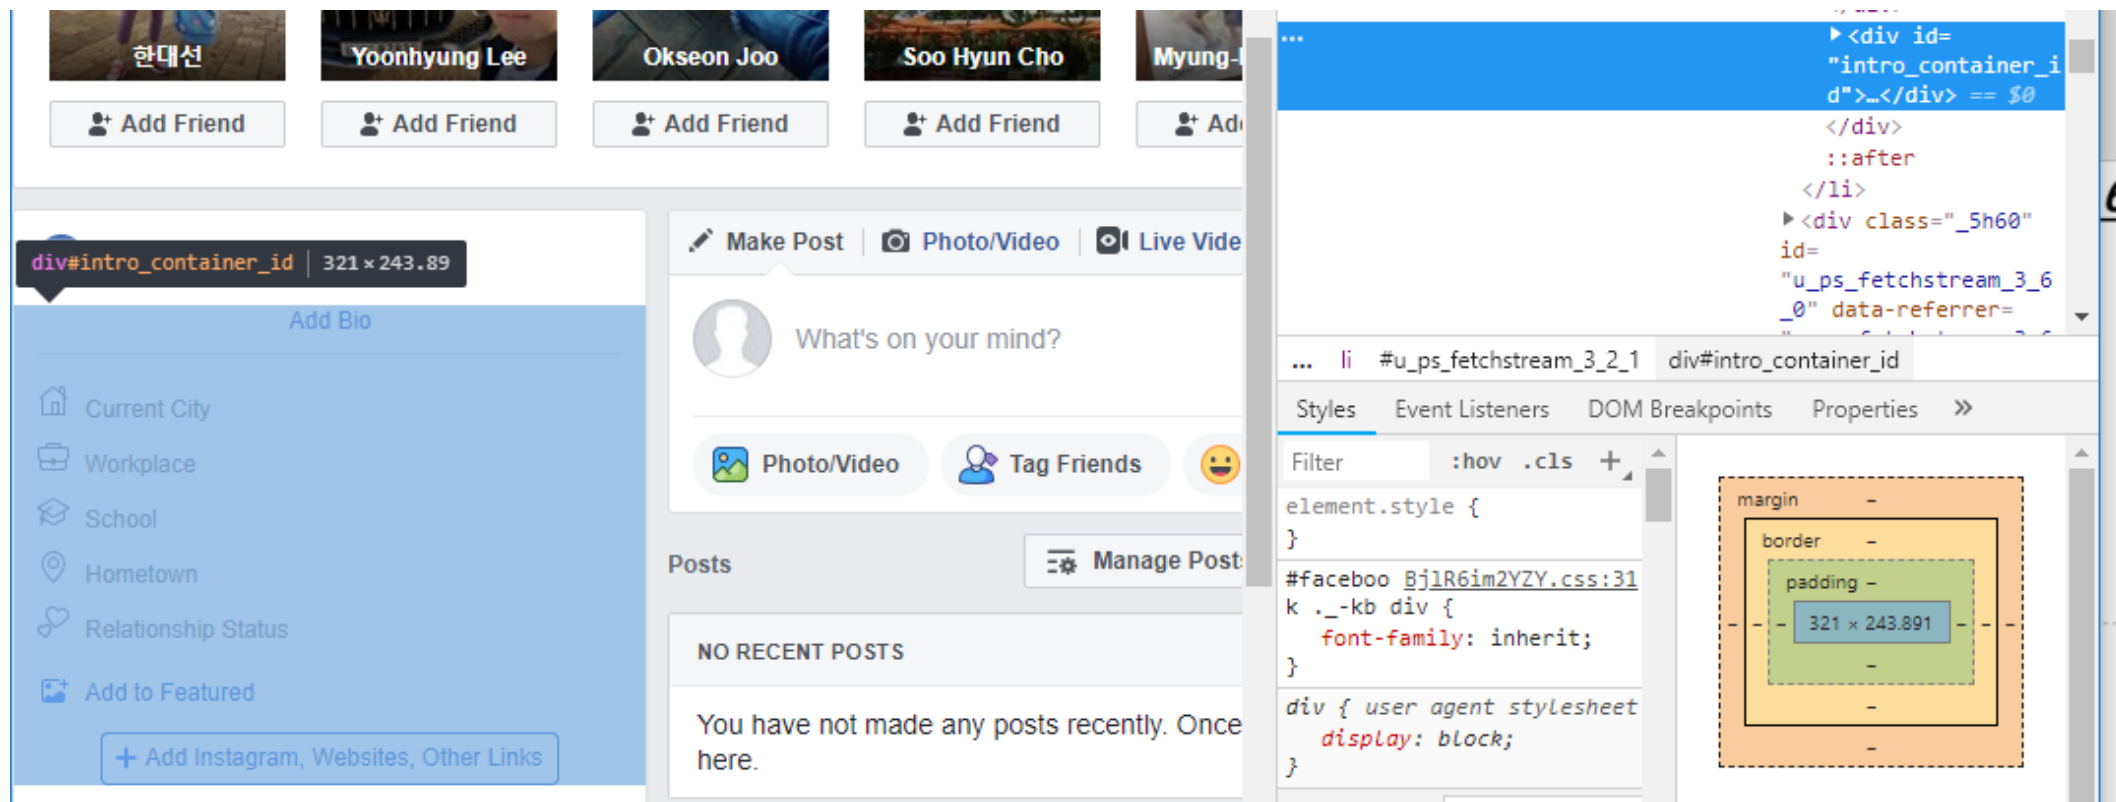 한대선
Yoonhyung Lee
Okseon Joo
Soo Hyun Cho
Add Friend
Add Friend
Add Friend
Add Friend
div#intro_container_id 321 × 243.89
Add Bio
Current City
Workplace
School
Hometown
Relationship Status
Add to Featured
+ Add Instagram, Websites, Other Links
Make Post
Photo/Video
Live Vide
What's on your mind?
Photo/Video
Tag Friends
Posts
Manage Posts
NO RECENT POSTS
You have not made any posts recently. Once
here.
... <div id=
"intro_container_i
d">…</div> == $0
</div>
::after
</li>
<div class="_5h60"
id=
"u_ps_fetchstream_3_6
_0" data-referrer=
... li #u_ps_fetchstream_3_2_1 div#intro_container_id
Styles Event Listeners DOM Breakpoints Properties »
Filter :hov .cls +
element.style {
}
#faceboo BjlR6im2YZY.css:31
k ._-kb div {
font-family: inherit;
}
div { user agent stylesheet
display: block;
}
margin –
border –
padding –
– – – 321 × 243.891 – – –
–
–
–